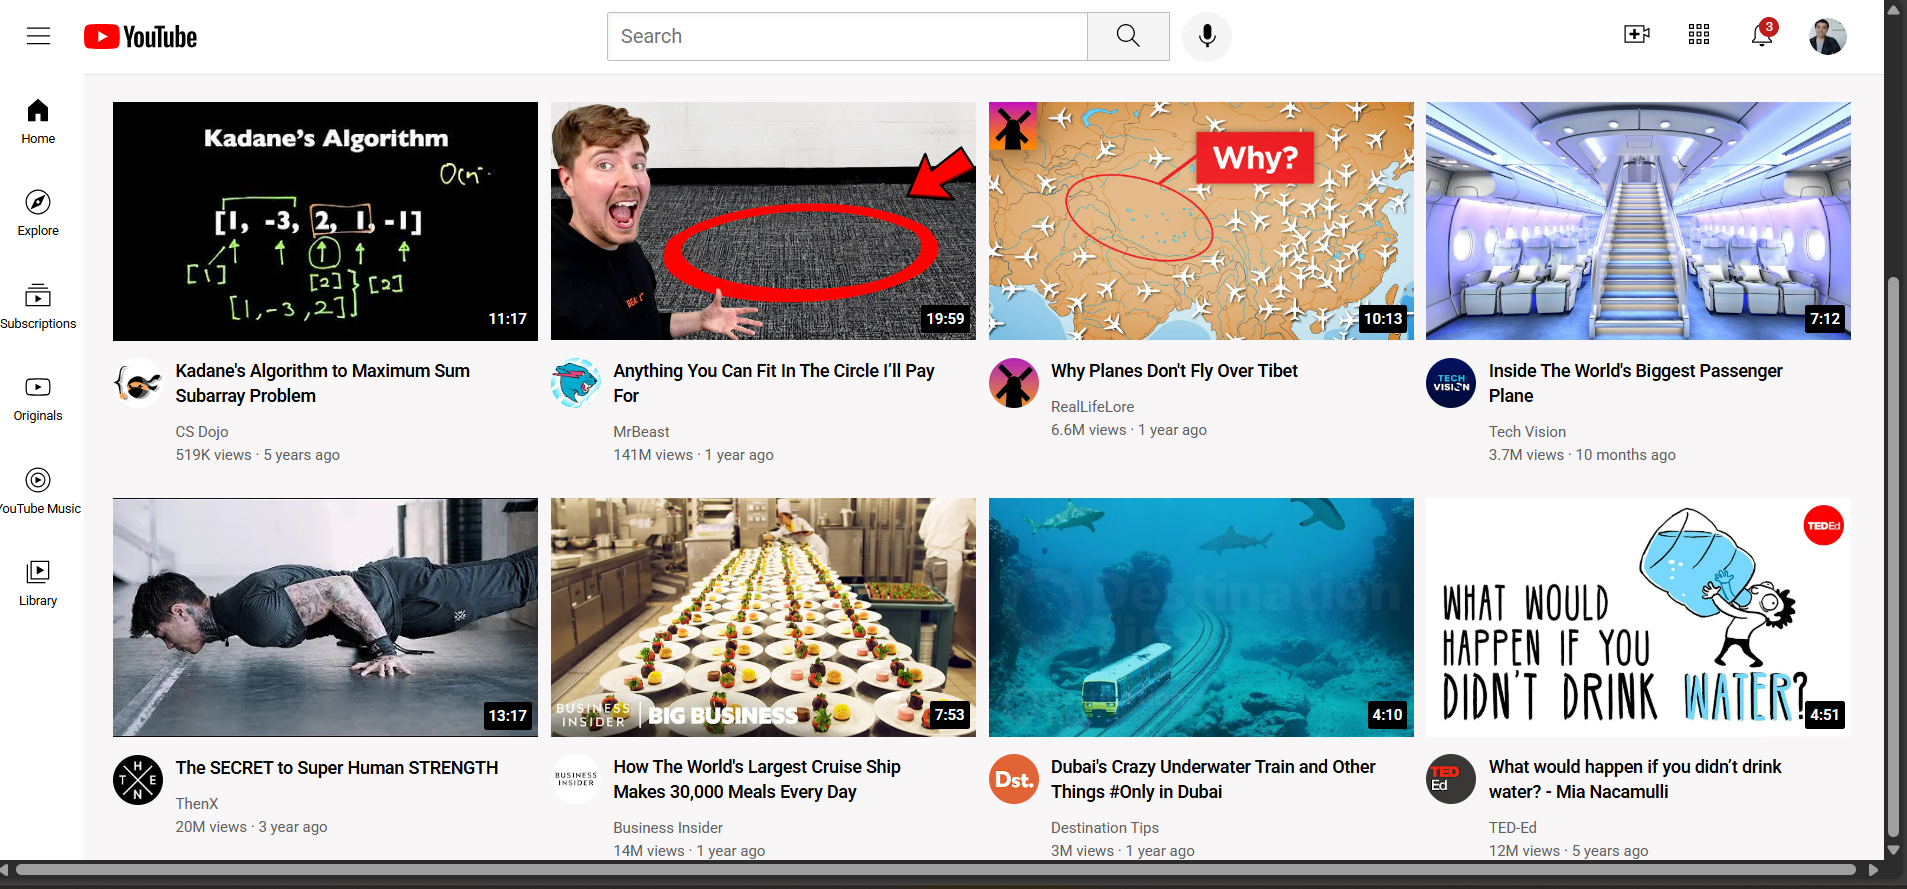 YouTube
Search
3
Home
Explore
Subscriptions
Originals
YouTube Music
Library
Kadane's Algorithm
O(n
[1, -3, 2, 1, -1]
[1]
[2]
[2]
[1,-3,2]
11:17
Kadane's Algorithm to Maximum Sum
Subarray Problem
CS Dojo
519K views · 5 years ago
19:59
Anything You Can Fit In The Circle I'll Pay
For
MrBeast
141M views · 1 year ago
Why?
10:13
Why Planes Don't Fly Over Tibet
RealLifeLore
6.6M views · 1 year ago
7:12
TECH
VISION
Inside The World's Biggest Passenger
Plane
Tech Vision
3.7M views · 10 months ago
13:17
THEN
The SECRET to Super Human STRENGTH
ThenX
20M views · 3 year ago
BUSINESS
INSIDER
BIG BUSINESS
7:53
BUSINESS
INSIDER
How The World's Largest Cruise Ship
Makes 30,000 Meals Every Day
Business Insider
14M views · 1 year ago
Destination
4:10
Dst.
Dubai's Crazy Underwater Train and Other
Things #Only in Dubai
Destination Tips
3M views · 1 year ago
TEDEd
WHAT WOULD
HAPPEN IF YOU
DIDN'T DRINK WATER?
4:51
TED
Ed
What would happen if you didn't drink
water? - Mia Nacamulli
TED-Ed
12M views · 5 years ago